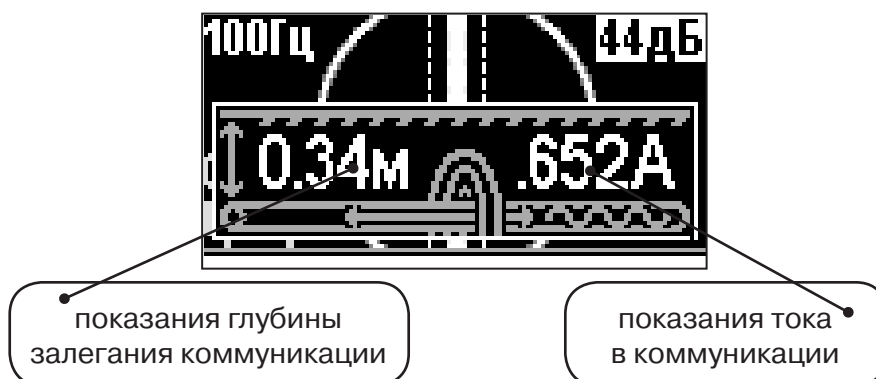 100Гц 44дБ
0.34м .652А
показания глубины
залегания коммуникации
показания тока
в коммуникации